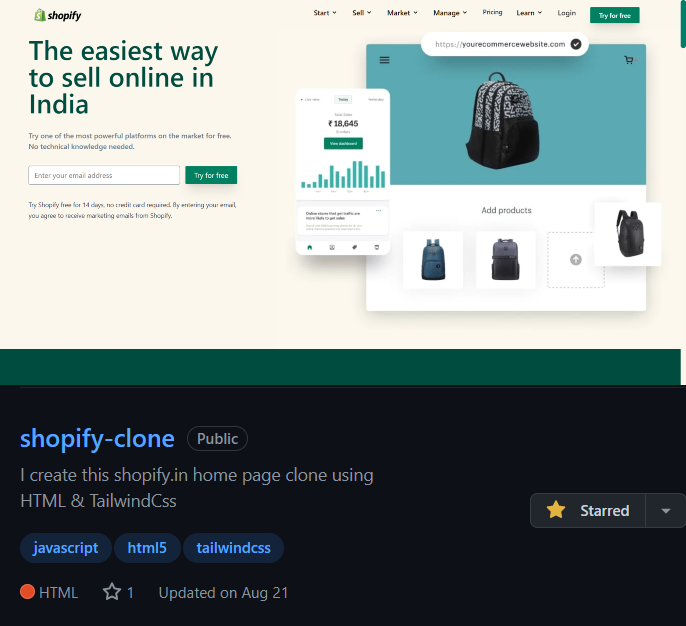 shopify
Start Sell Market Manage Pricing Learn Login Try for free
The easiest way
to sell online in
India
Try one of the most powerful platforms on the market for free.
No technical knowledge needed.
Enter your email address Try for free
Try Shopify free for 14 days, no credit card required. By entering your email,
you agree to receive marketing emails from Shopify.
https://yourecommercewebsite.com
Today Yesterday
Total Sales
₹ 18,645
View dashboard
Online stores that get traffic are
more likely to get sales
Add products
shopify-clone Public
I create this shopify.in home page clone using
HTML & TailwindCss
Starred
javascript html5 tailwindcss
HTML 1 Updated on Aug 21